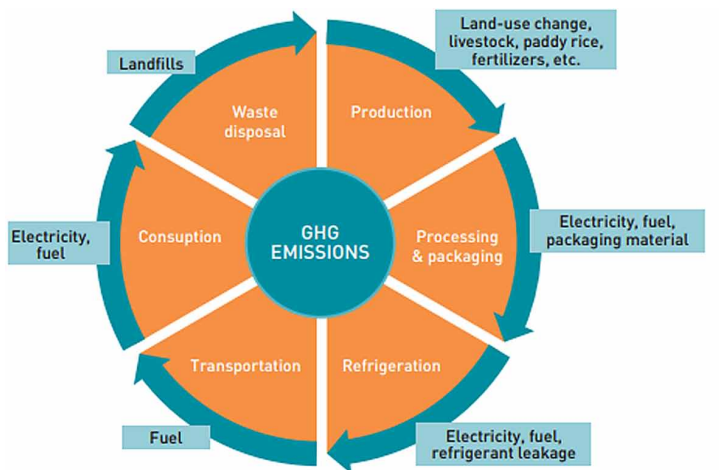 Land-use change,
livestock, paddy rice,
fertilizers, etc.
Landfills
Waste
disposal
Production
Electricity,
fuel
Consuption
GHG
EMISSIONS
Processing
& packaging
Electricity, fuel,
packaging material
Transportation
Refrigeration
Fuel
Electricity, fuel,
refrigerant leakage